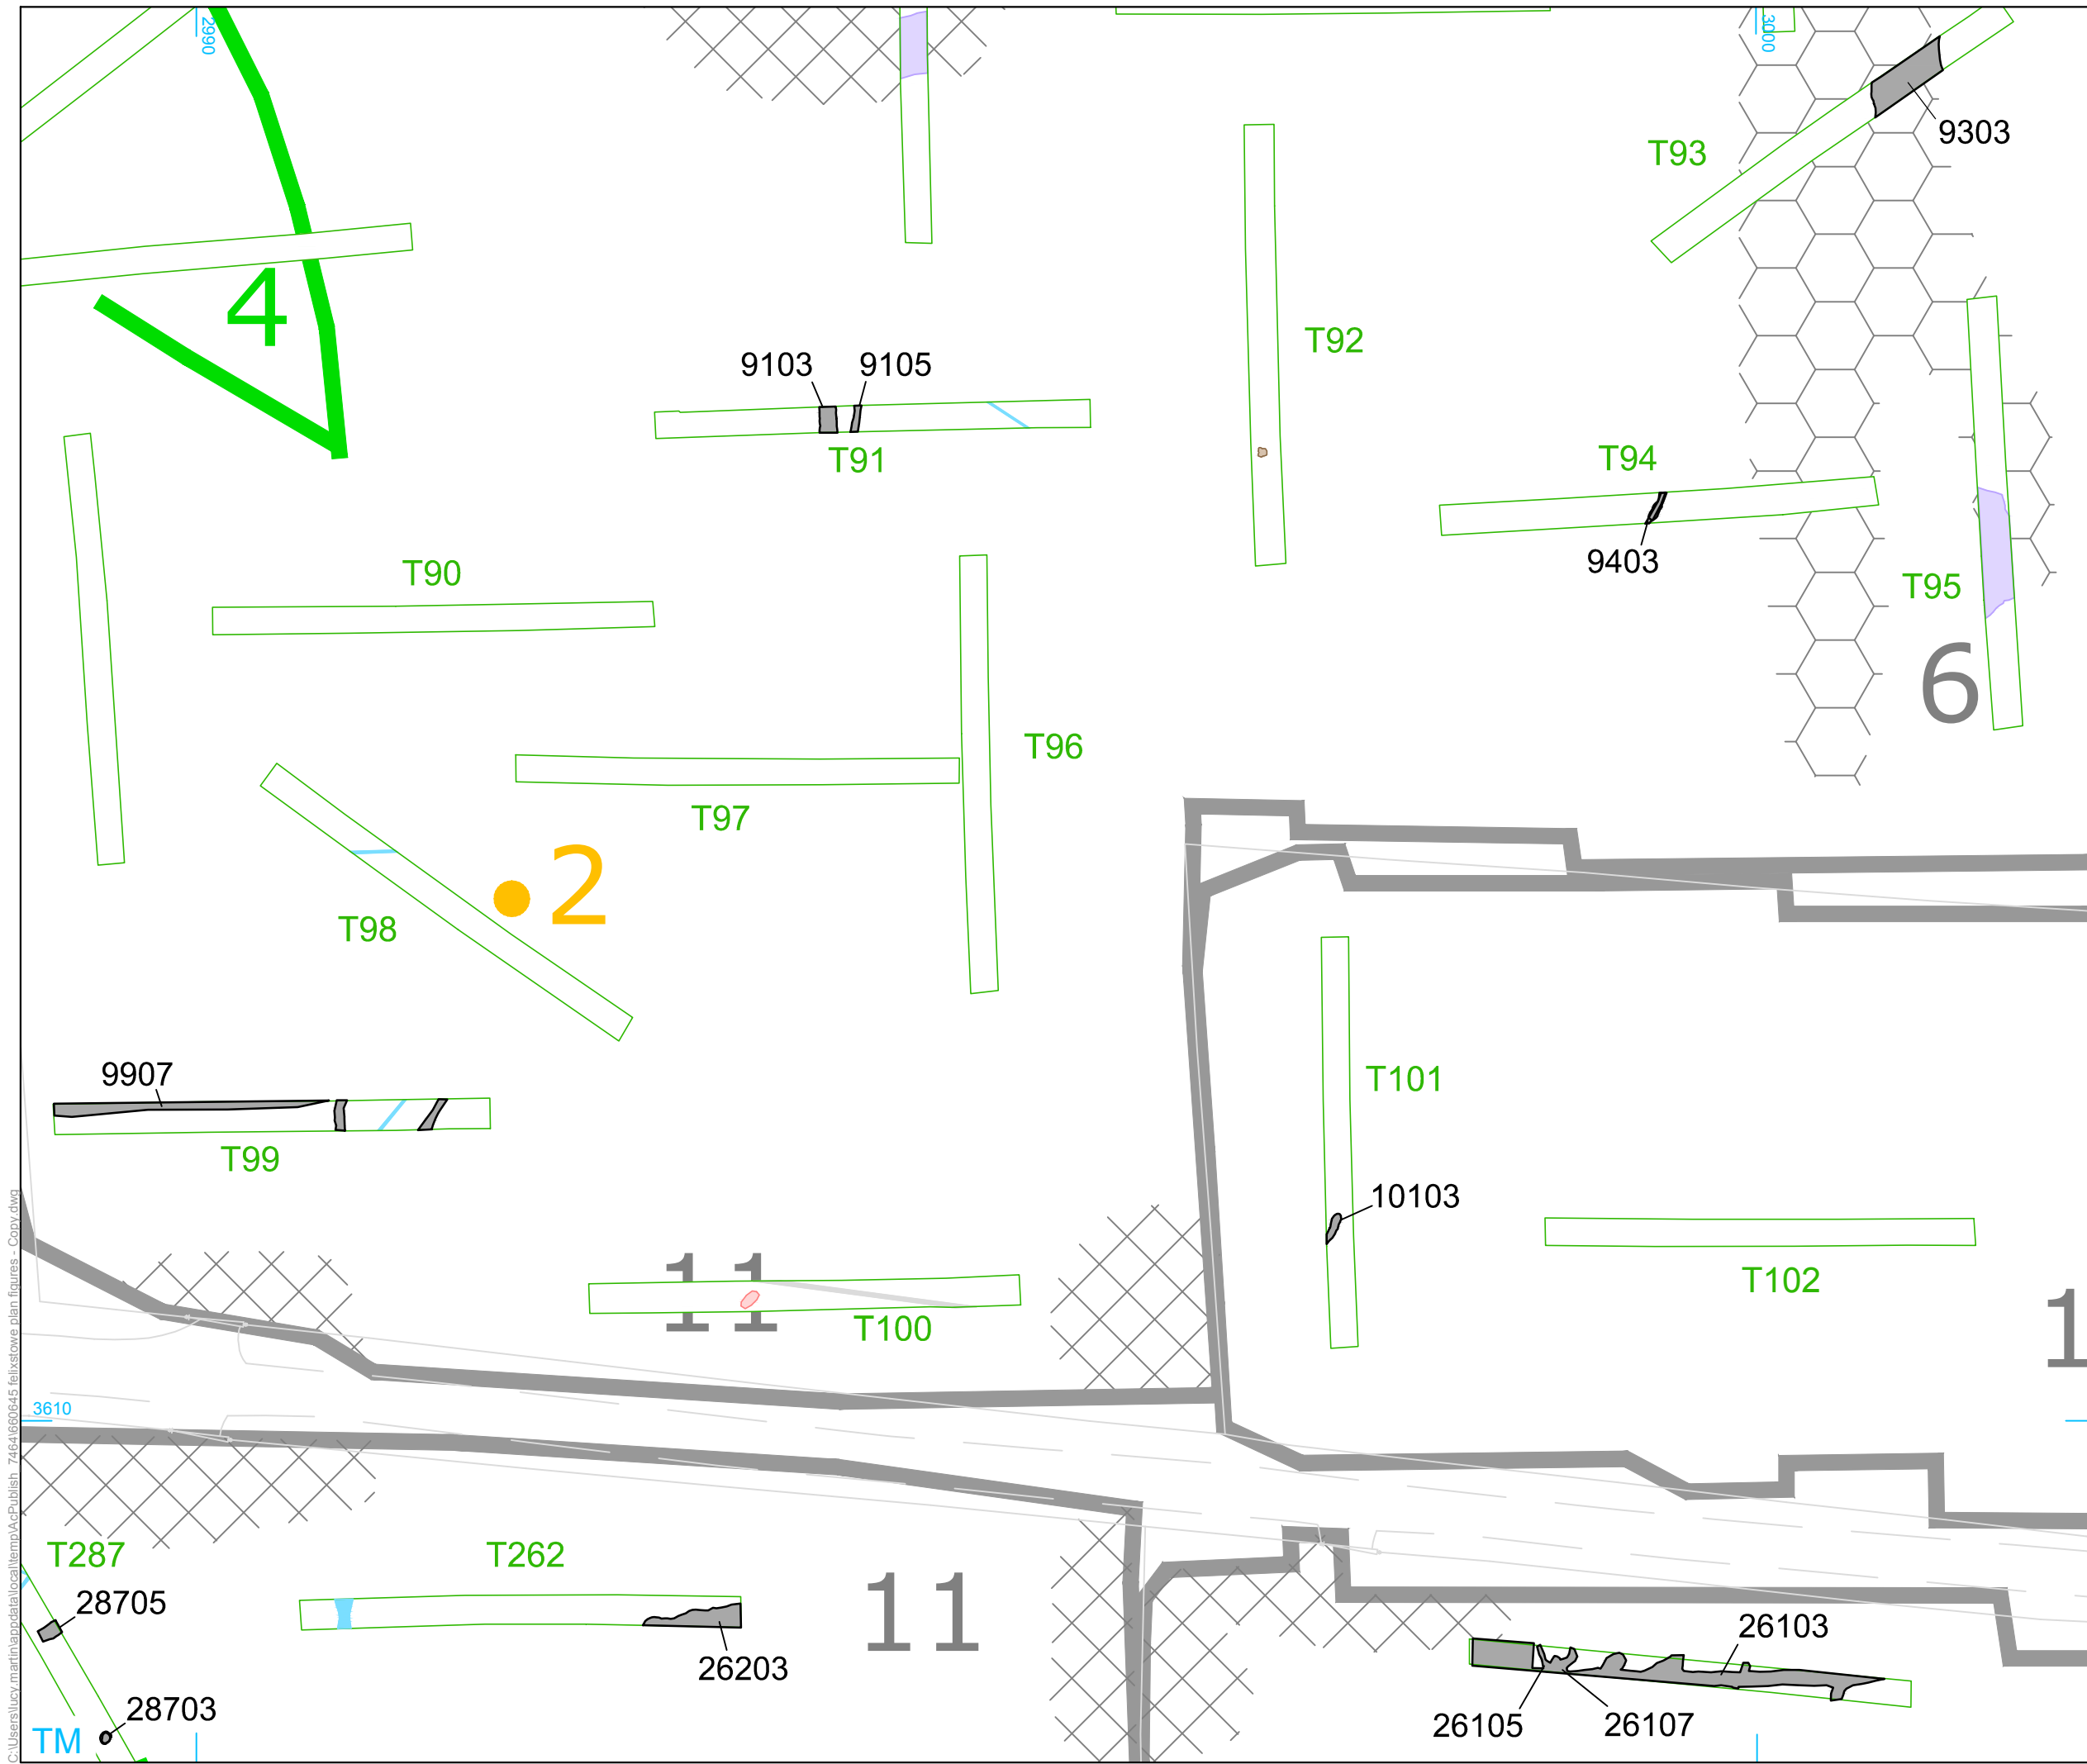 2990
3000
9303
T93
4
T92
9103
9105
T91
T94
9403
T90
T95
6
T96
T97
2
T98
9907
T99
T101
10103
11
T100
T102
1
3610
T287
T262
28705
11
26103
26203
28703
26105
26107
TM
C:\Users\lucy.martin\appdata\local\temp\AcPublish_7464\660645 felixstowe plan figures - Copy.dwg